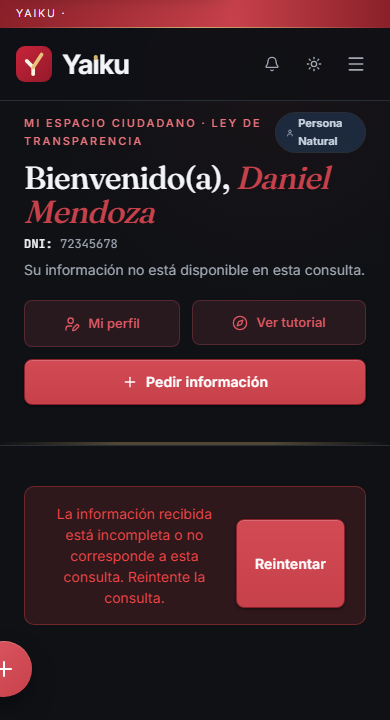 YAIKU ·
Yaiku
MI ESPACIO CIUDADANO · LEY DE
TRANSPARENCIA
Persona
Natural
Bienvenido(a), Daniel
Mendoza
DNI: 72345678
Su información no está disponible en esta consulta.
Mi perfil
Ver tutorial
+ Pedir información
La información recibida
está incompleta o no
corresponde a esta
consulta. Reintente la
consulta.
Reintentar